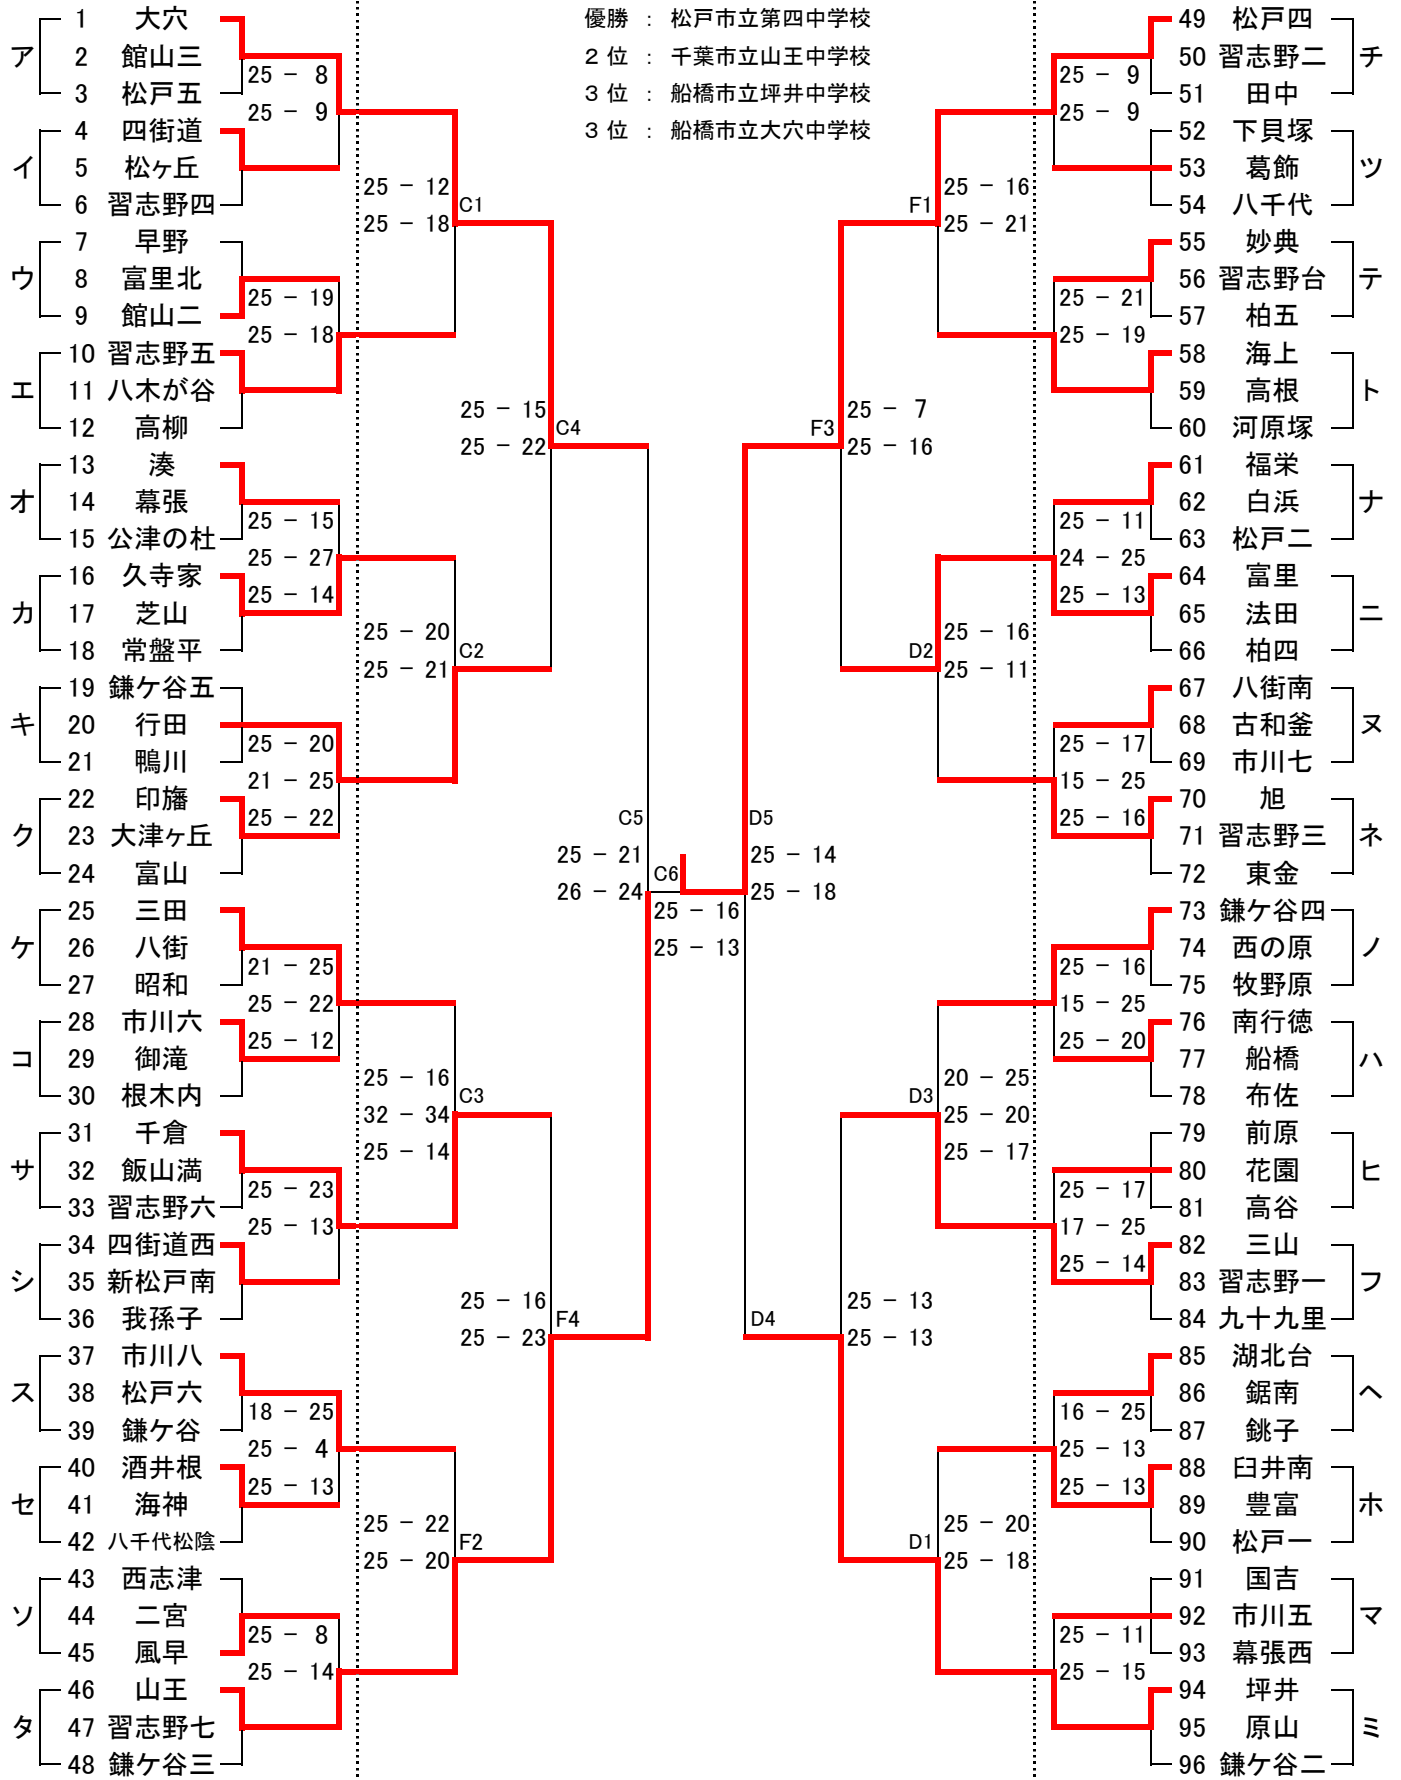 優勝 : 松戸市立第四中学校
2位 : 千葉市立山王中学校
3位 : 船橋市立坪井中学校
3位 : 船橋市立大穴中学校
ア
1 大穴
2 館山三
3 松戸五
25 - 8
25 - 9
イ
4 四街道
5 松ヶ丘
6 習志野四
25 - 12
25 - 18
C1
ウ
7 早野
8 富里北
9 館山二
25 - 19
25 - 18
エ
10 習志野五
11 八木が谷
12 高柳
25 - 15
25 - 22
C4
オ
13 湊
14 幕張
15 公津の杜
25 - 15
25 - 27
25 - 14
カ
16 久寺家
17 芝山
18 常盤平
25 - 20
25 - 21
C2
キ
19 鎌ケ谷五
20 行田
21 鴨川
25 - 20
21 - 25
25 - 22
ク
22 印旛
23 大津ヶ丘
24 富山
C5
25 - 21
26 - 24
ケ
25 三田
26 八街
27 昭和
21 - 25
25 - 22
25 - 12
コ
28 市川六
29 御滝
30 根木内
25 - 16
32 - 34
25 - 14
C3
サ
31 千倉
32 飯山満
33 習志野六
25 - 23
25 - 13
シ
34 四街道西
35 新松戸南
36 我孫子
25 - 16
25 - 23
F4
ス
37 市川八
38 松戸六
39 鎌ケ谷
18 - 25
25 - 4
25 - 13
セ
40 酒井根
41 海神
42 八千代松陰
25 - 22
25 - 20
F2
ソ
43 西志津
44 二宮
45 風早
25 - 8
25 - 14
タ
46 山王
47 習志野七
48 鎌ケ谷三
C6
25 - 16
25 - 13
49 松戸四
50 習志野二
51 田中
チ
25 - 9
25 - 9
52 下貝塚
53 葛飾
54 八千代
ツ
F1
25 - 16
25 - 21
55 妙典
56 習志野台
57 柏五
テ
25 - 21
25 - 19
58 海上
59 高根
60 河原塚
ト
F3
25 - 7
25 - 16
61 福栄
62 白浜
63 松戸二
ナ
25 - 11
24 - 25
25 - 13
64 富里
65 法田
66 柏四
ニ
D2
25 - 16
25 - 11
67 八街南
68 古和釜
69 市川七
ヌ
25 - 17
15 - 25
25 - 16
70 旭
71 習志野三
72 東金
ネ
D5
25 - 14
25 - 18
73 鎌ケ谷四
74 西の原
75 牧野原
ノ
25 - 16
15 - 25
25 - 20
76 南行徳
77 船橋
78 布佐
ハ
D3
20 - 25
25 - 20
25 - 17
79 前原
80 花園
81 高谷
ヒ
25 - 17
17 - 25
25 - 14
82 三山
83 習志野一
84 九十九里
フ
D4
25 - 13
25 - 13
85 湖北台
86 鋸南
87 銚子
ヘ
16 - 25
25 - 13
25 - 13
88 臼井南
89 豊富
90 松戸一
ホ
D1
25 - 20
25 - 18
91 国吉
92 市川五
93 幕張西
マ
25 - 11
25 - 15
94 坪井
95 原山
96 鎌ケ谷二
ミ